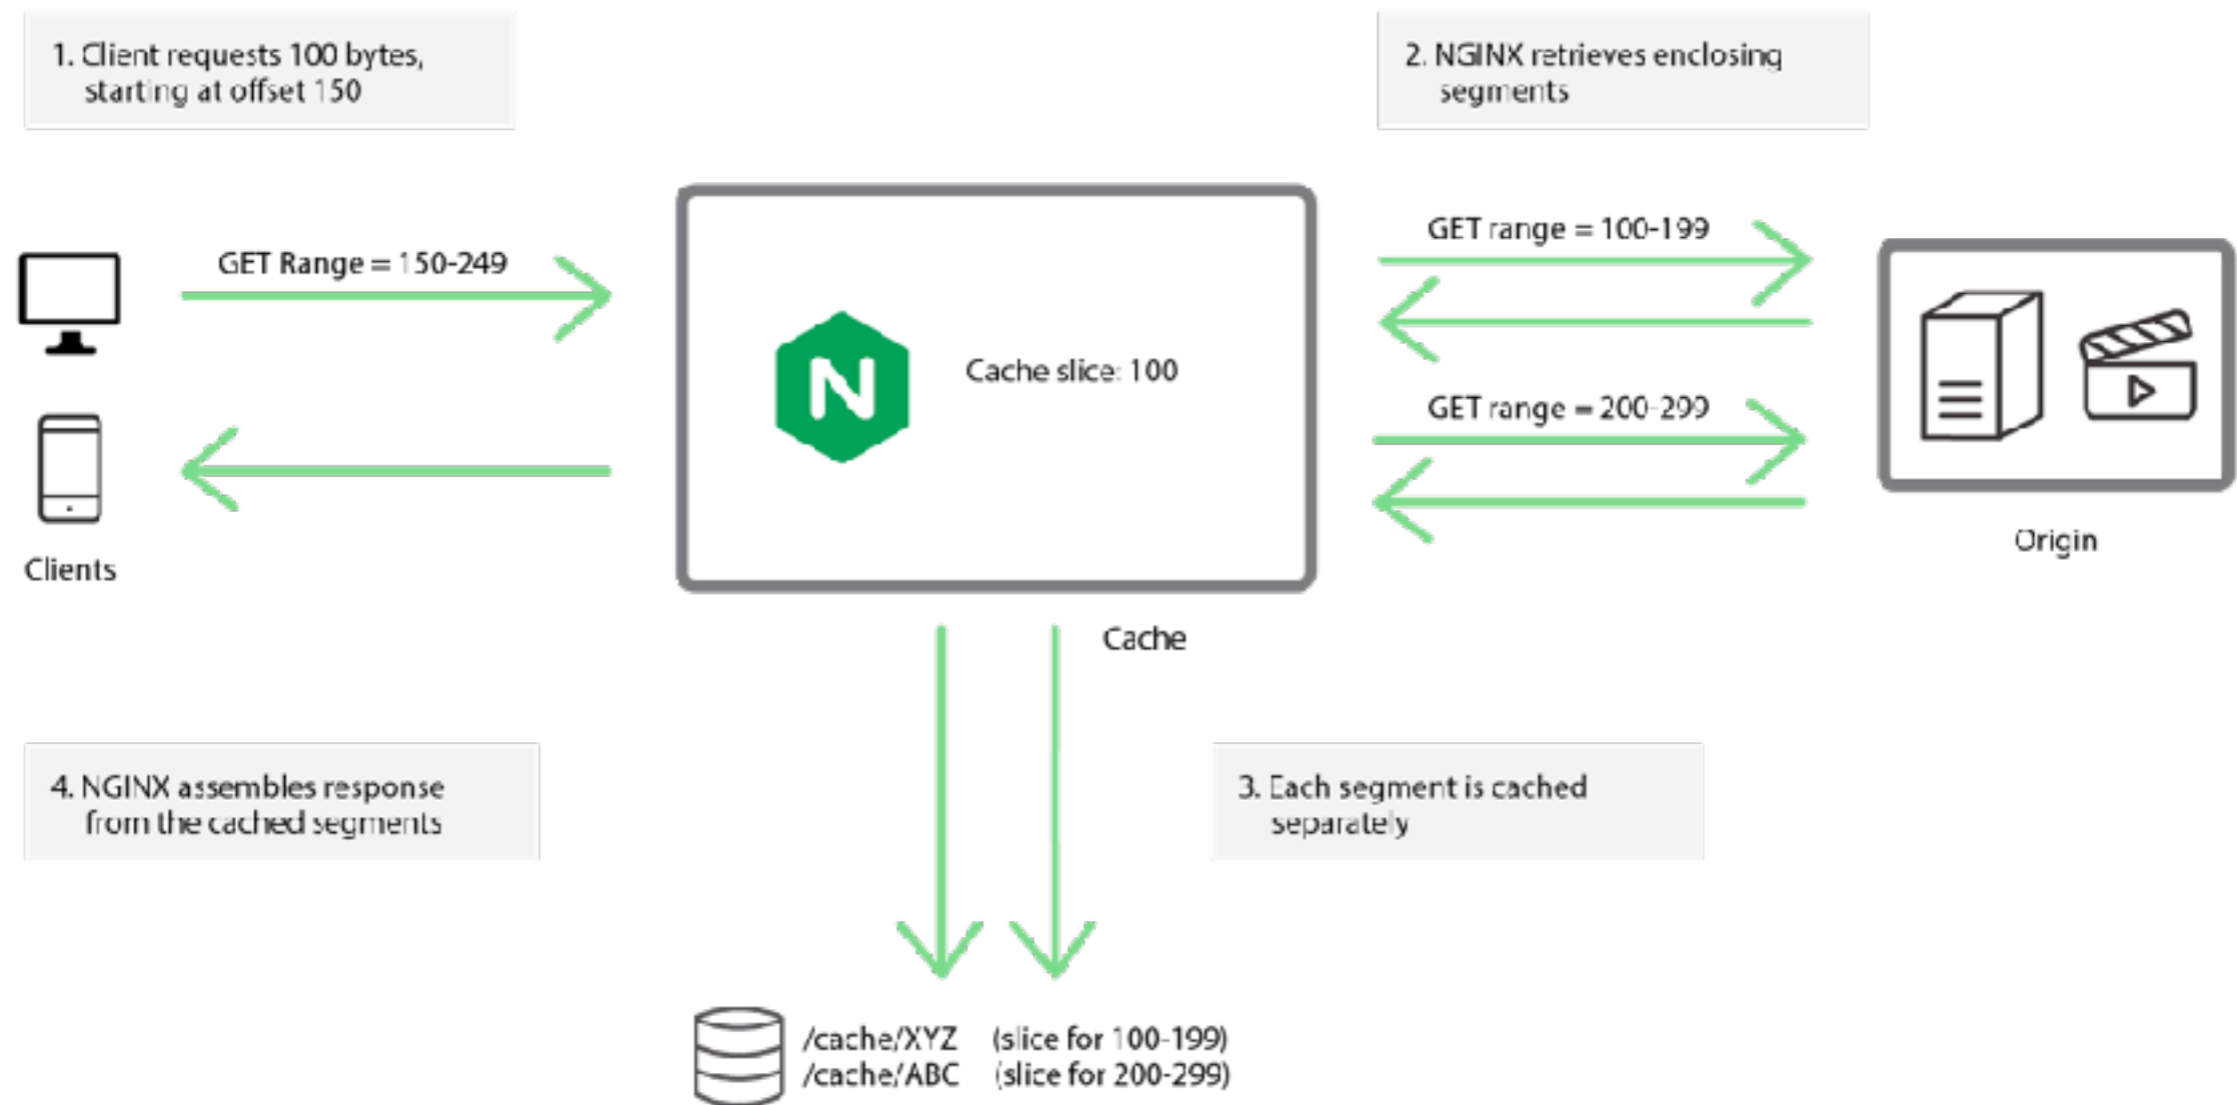 1. Client requests 100 bytes,
starting at offset 150
2. NGINX retrieves enclosing
segments
GET Range = 150-249
GET range = 100-199
N
Cache slice: 100
GET range = 200-299
Clients
Origin
Cache
4. NGINX assembles response
from the cached segments
3. Each segment is cached
separately
/cache/XYZ (slice for 100-199)
/cache/ABC (slice for 200-299)